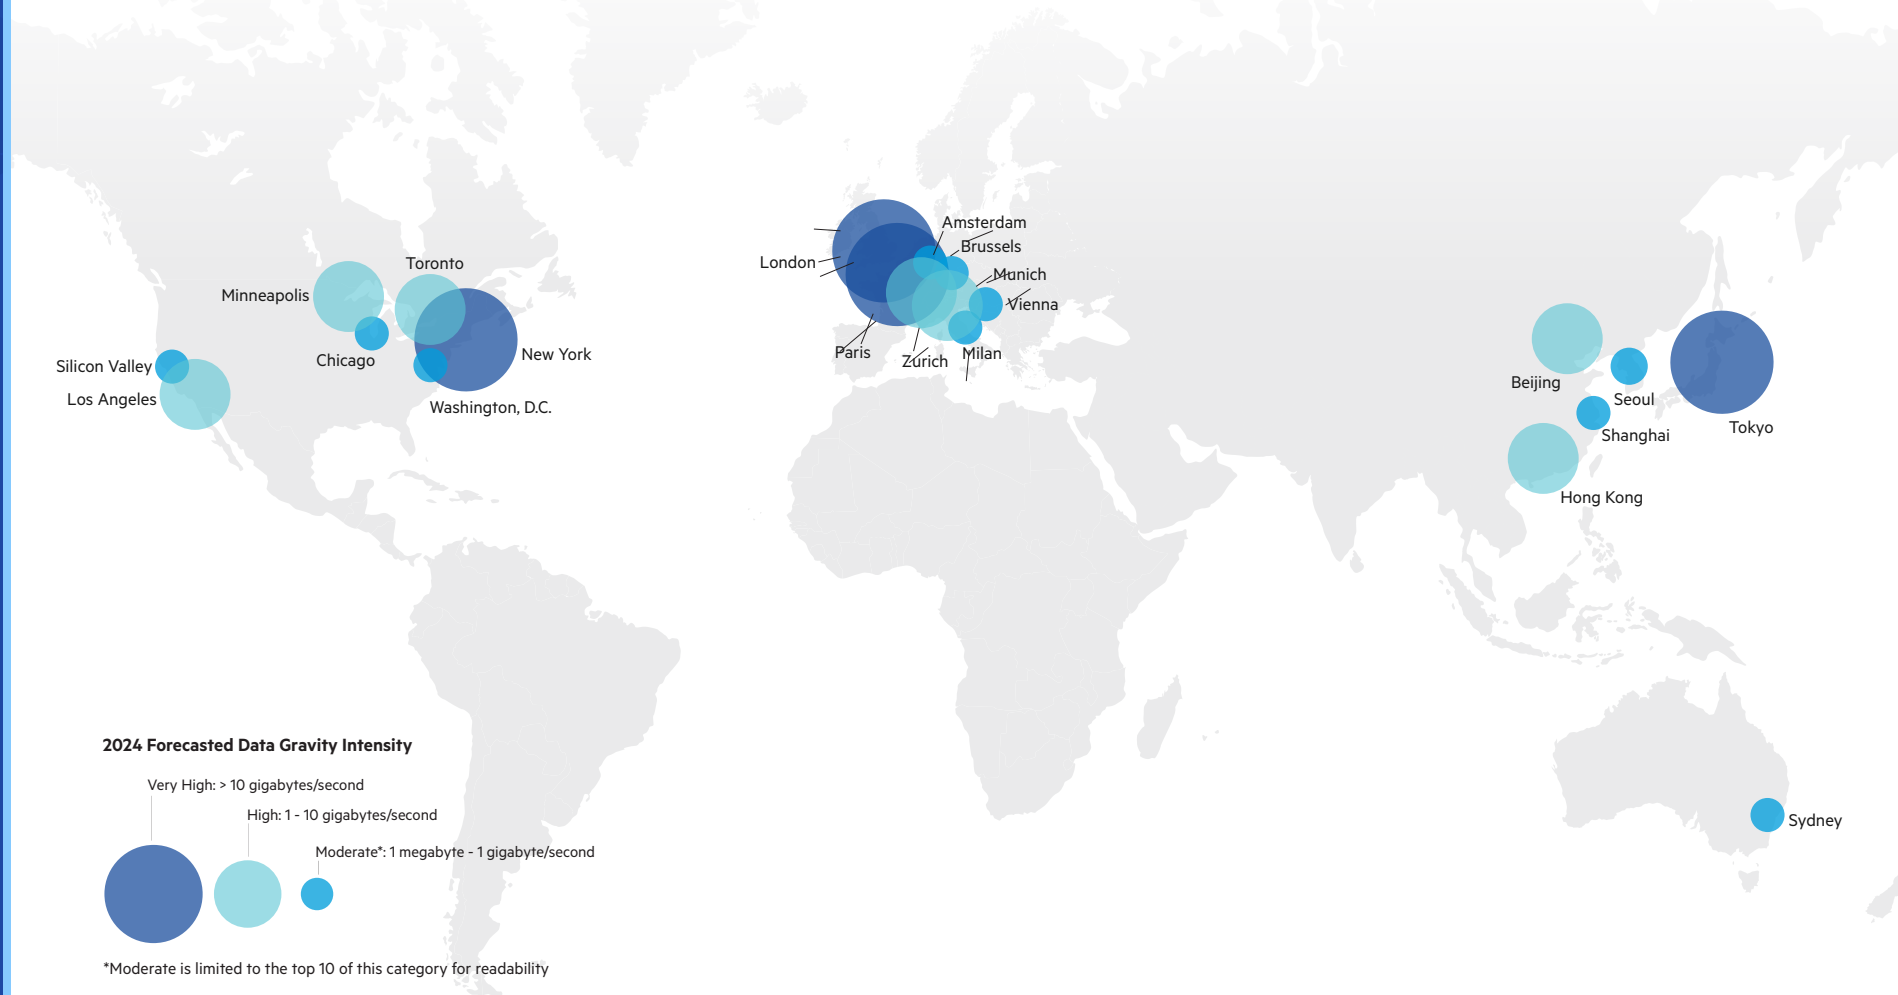 Amsterdam
Brussels
London
Toronto
Munich
Minneapolis
Vienna
Paris
Zurich
Milan
New York
Chicago
Silicon Valley
Los Angeles
Washington, D.C.
Beijing
Seoul
Tokyo
Shanghai
Hong Kong
2024 Forecasted Data Gravity Intensity
Very High: > 10 gigabytes/second
High: 1 - 10 gigabytes/second
Moderate*: 1 megabyte - 1 gigabyte/second
Sydney
*Moderate is limited to the top 10 of this category for readability